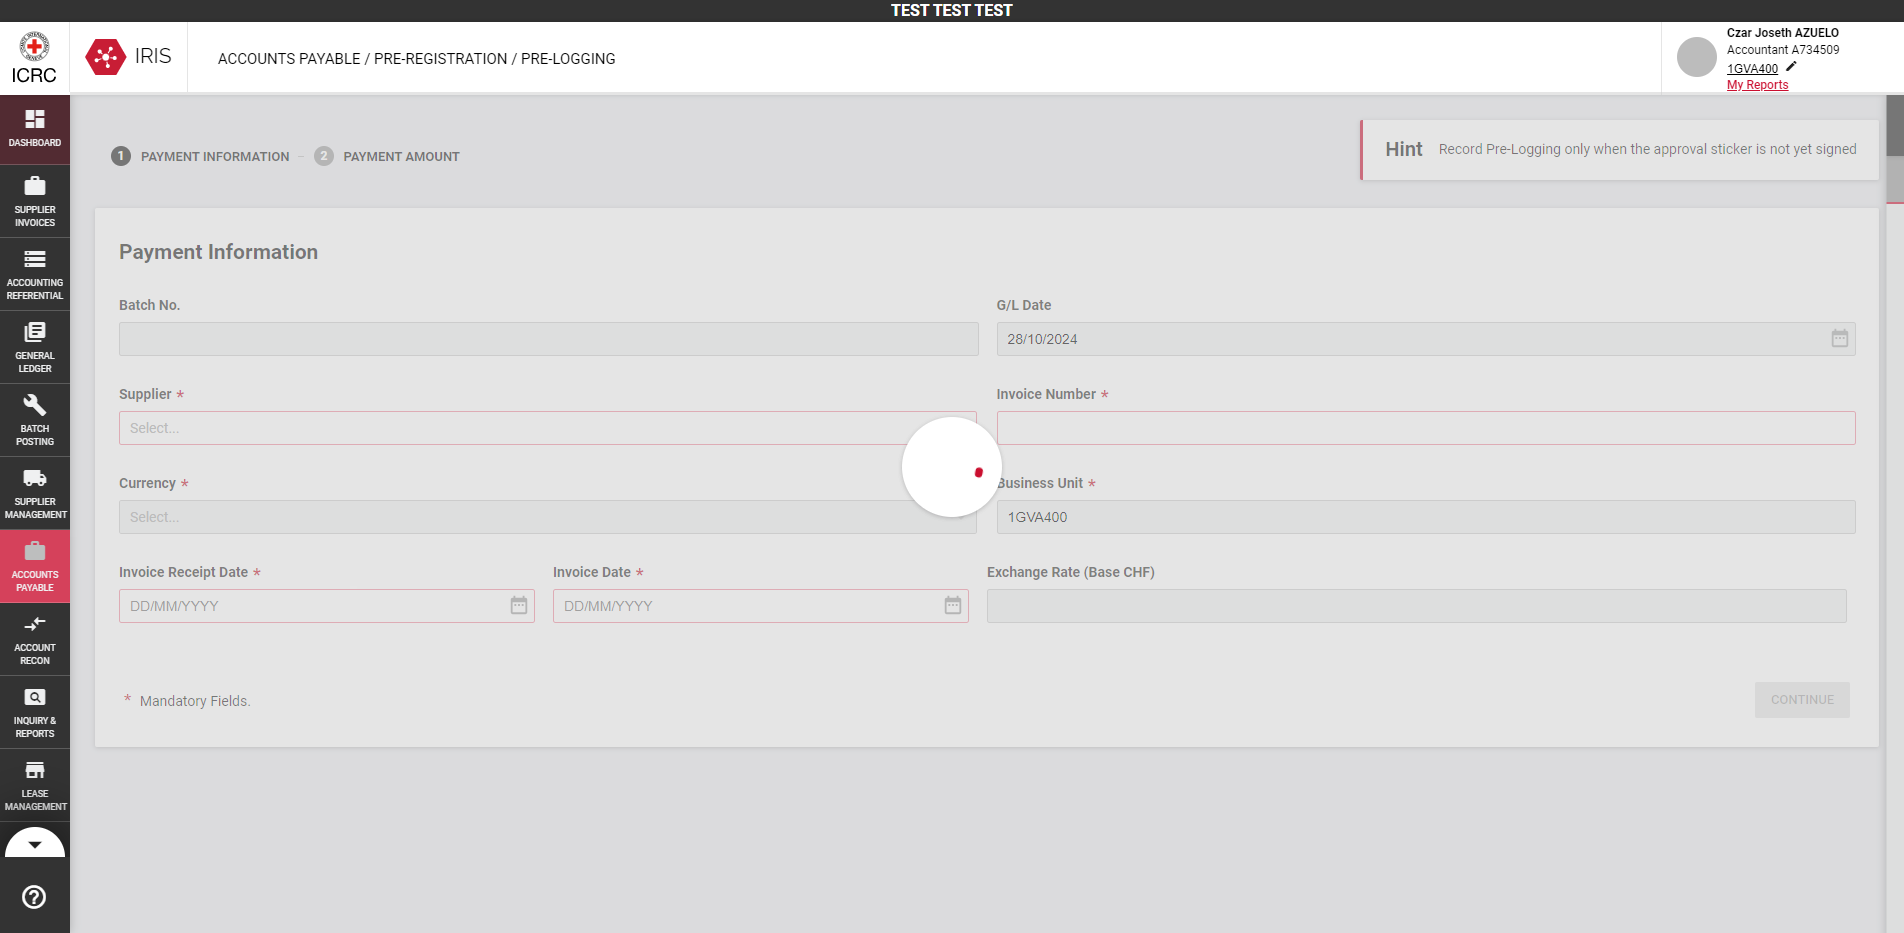 TEST TEST TEST
ICRC
IRIS
ACCOUNTS PAYABLE / PRE-REGISTRATION / PRE-LOGGING
Czar Joseth AZUELO
Accountant A734509
1GVA400
My Reports
DASHBOARD
SUPPLIER
INVOICES
ACCOUNTING
REFERENTIAL
GENERAL
LEDGER
BATCH
POSTING
SUPPLIER
MANAGEMENT
ACCOUNTS
PAYABLE
ACCOUNT
RECON
INQUIRY &
REPORTS
LEASE
MANAGEMENT
1 PAYMENT INFORMATION – 2 PAYMENT AMOUNT
Hint Record Pre-Logging only when the approval sticker is not yet signed
Payment Information
Batch No. G/L Date
28/10/2024
Supplier * Invoice Number *
Select...
Currency * Business Unit *
Select... 1GVA400
Invoice Receipt Date * Invoice Date * Exchange Rate (Base CHF)
DD/MM/YYYY DD/MM/YYYY
* Mandatory Fields.
CONTINUE